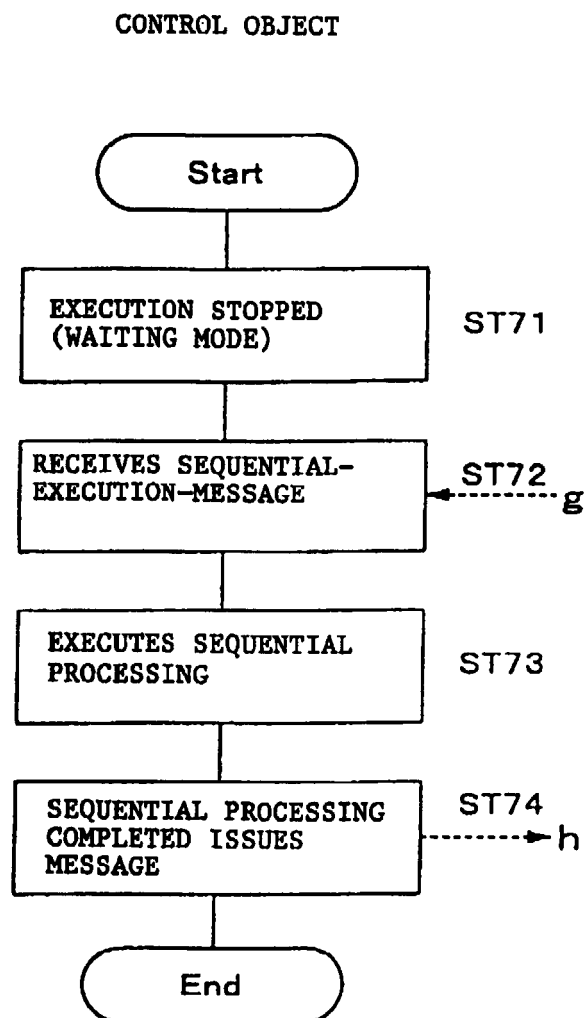 CONTROL OBJECT
Start
EXECUTION STOPPED
(WAITING MODE)
ST71
RECEIVES SEQUENTIAL-
EXECUTION-MESSAGE
ST72
g
EXECUTES SEQUENTIAL
PROCESSING
ST73
SEQUENTIAL PROCESSING
COMPLETED ISSUES
MESSAGE
ST74
h
End